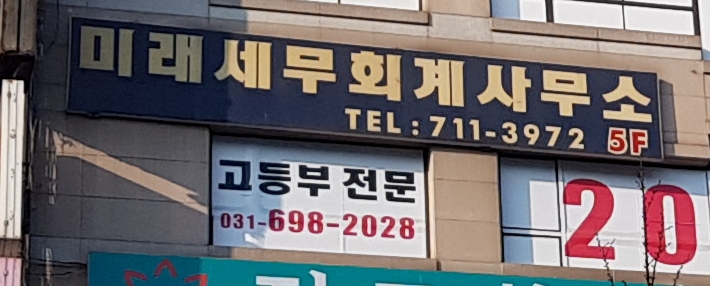 미래세무회계사무소
TEL : 711-3972 5F
고등부 전문
031-698-2028
20